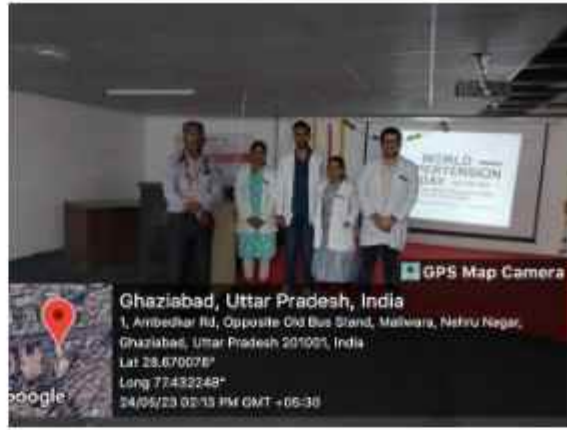 WORLD
PERTENSION
DAY
GPS Map Camera
Ghaziabad, Uttar Pradesh, India
1, Ambedkar Rd, Opposite Old Bus Stand, Maliwara, Nehru Nagar,
Ghaziabad, Uttar Pradesh 201001, India
Lat 28.670078°
Long 77.432248°
24/05/23 02:13 PM GMT +05:30
oogle